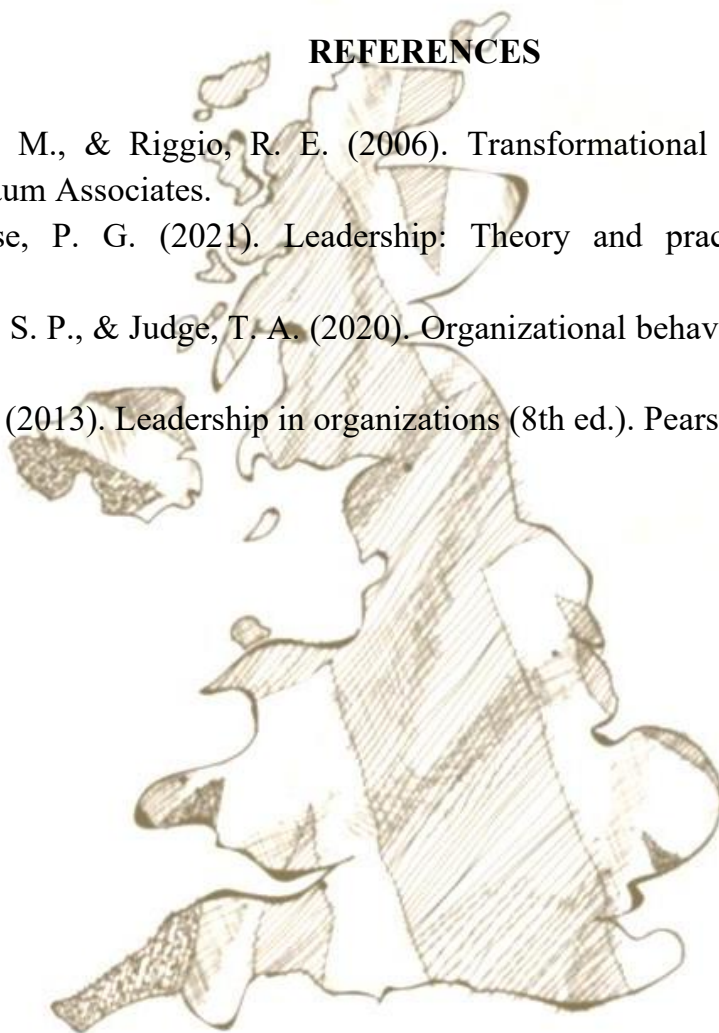 REFERENCES
M., & Riggio, R. E. (2006). Transformational
um Associates.
se, P. G. (2021). Leadership: Theory and prac
S. P., & Judge, T. A. (2020). Organizational behav
(2013). Leadership in organizations (8th ed.). Pears